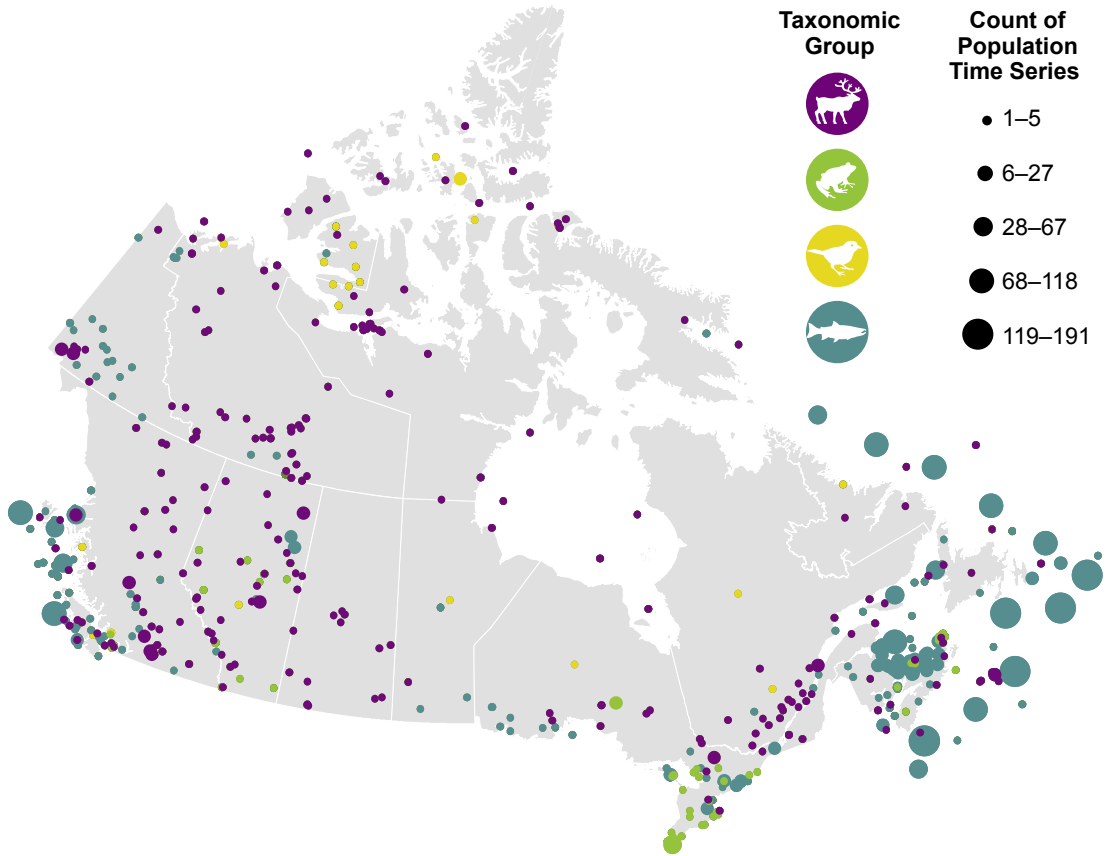 Taxonomic
Group
Count of
Population
Time Series
1–5
6–27
28–67
68–118
119–191